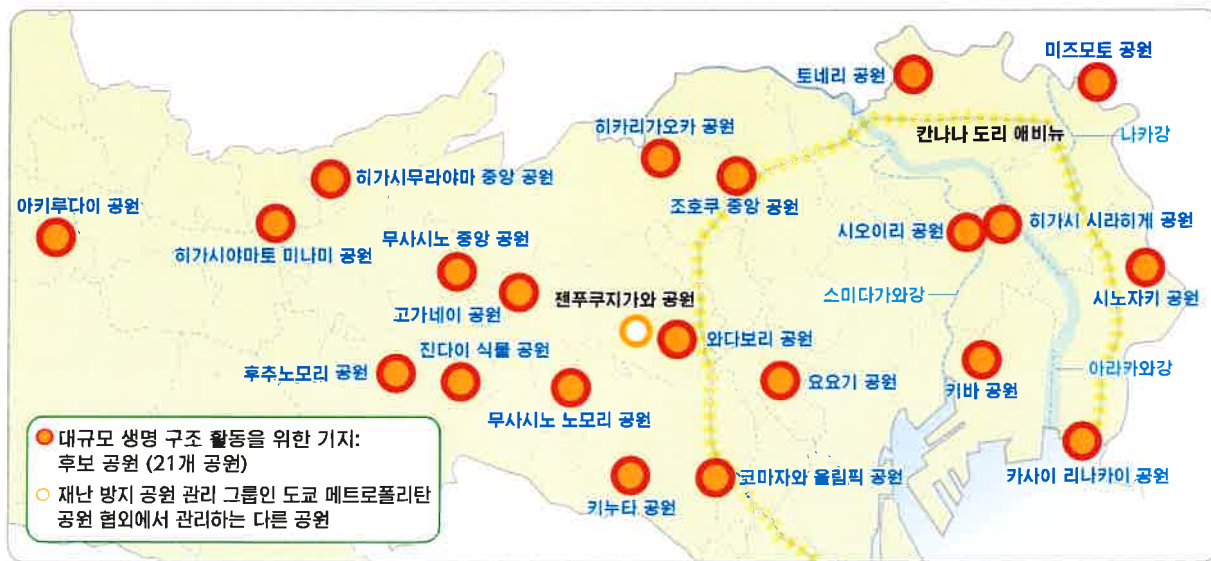 미즈모토 공원
토네리 공원
히카리가오카 공원
칸나나 도리 애비뉴
나카강
히가시무라야마 중앙 공원
조호쿠 중앙 공원
아키루다이 공원
시오이리 공원
히가시 시라히게 공원
히가시야마토 미나미 공원
무사시노 중앙 공원
스미다가와강
시노자키 공원
고가네이 공원
젠푸쿠지가와 공원
와다보리 공원
진다이 식물 공원
후추노모리 공원
요요기 공원
키바 공원
아라카와강
무사시노 노모리 공원
대규모 생명 구조 활동을 위한 기지:
후보 공원 (21개 공원)
재난 방지 공원 관리 그룹인 도쿄 메트로폴리탄
공원 협외에서 관리하는 다른 공원
키누타 공원
코마자와 올림픽 공원
카사이 리나카이 공원